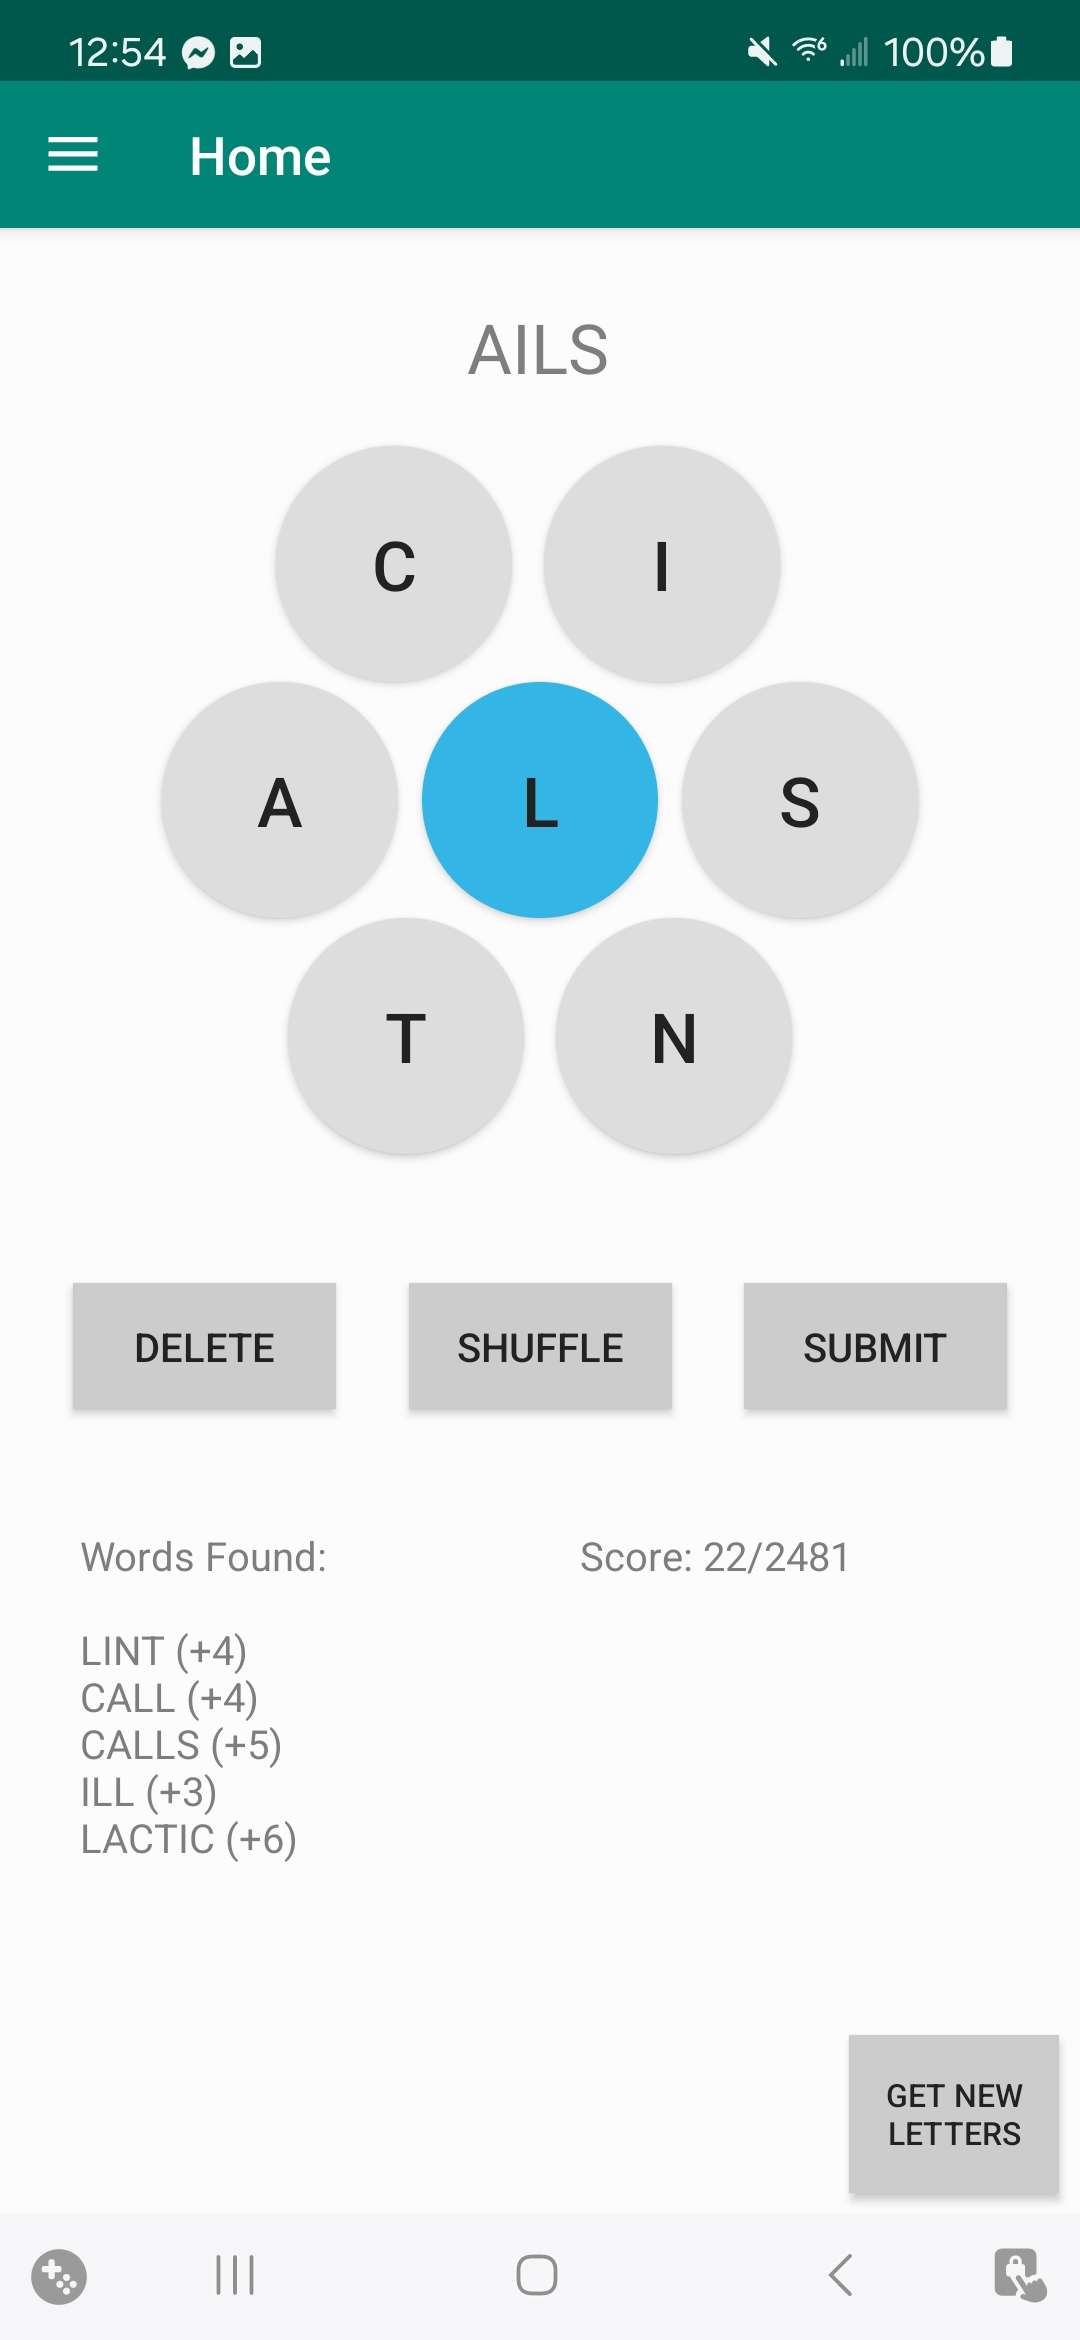 12:54 6 100%
Home
AILS
C I
A L S
T N
DELETE SHUFFLE SUBMIT
Words Found: Score: 22/2481
LINT (+4)
CALL (+4)
CALLS (+5)
ILL (+3)
LACTIC (+6)
GET NEW
LETTERS